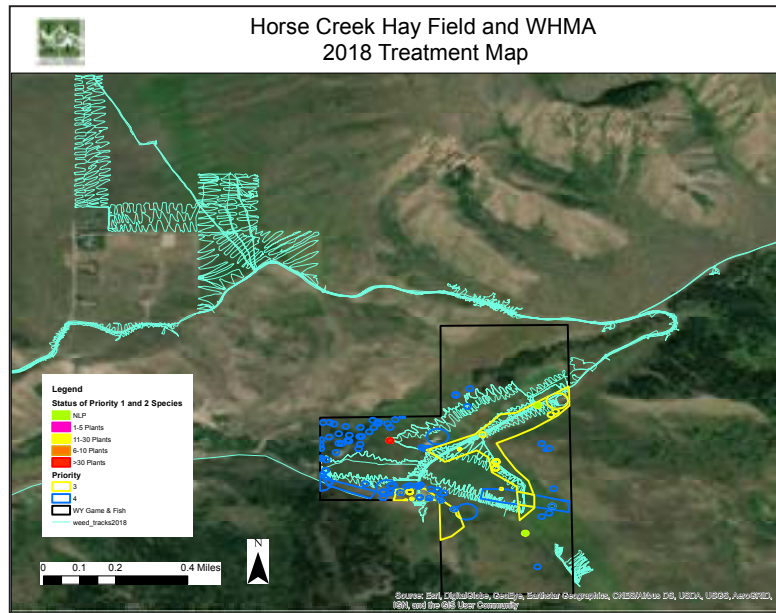 Horse Creek Hay Field and WHMA
2018 Treatment Map
Legend
Status of Priority 1 and 2 Species
NLP
1-5 Plants
11-30 Plants
6-10 Plants
>30 Plants
Priority
3
4
WY Game & Fish
weed_tracks2018
N
0 0.2 0.4 Miles
Source: Esri, DigitalGlobe, GeoEye, Earthstar Geographics, CNES/Airbus DS, USDA, USGS, AeroGRID,
IGN, and the GIS User Community